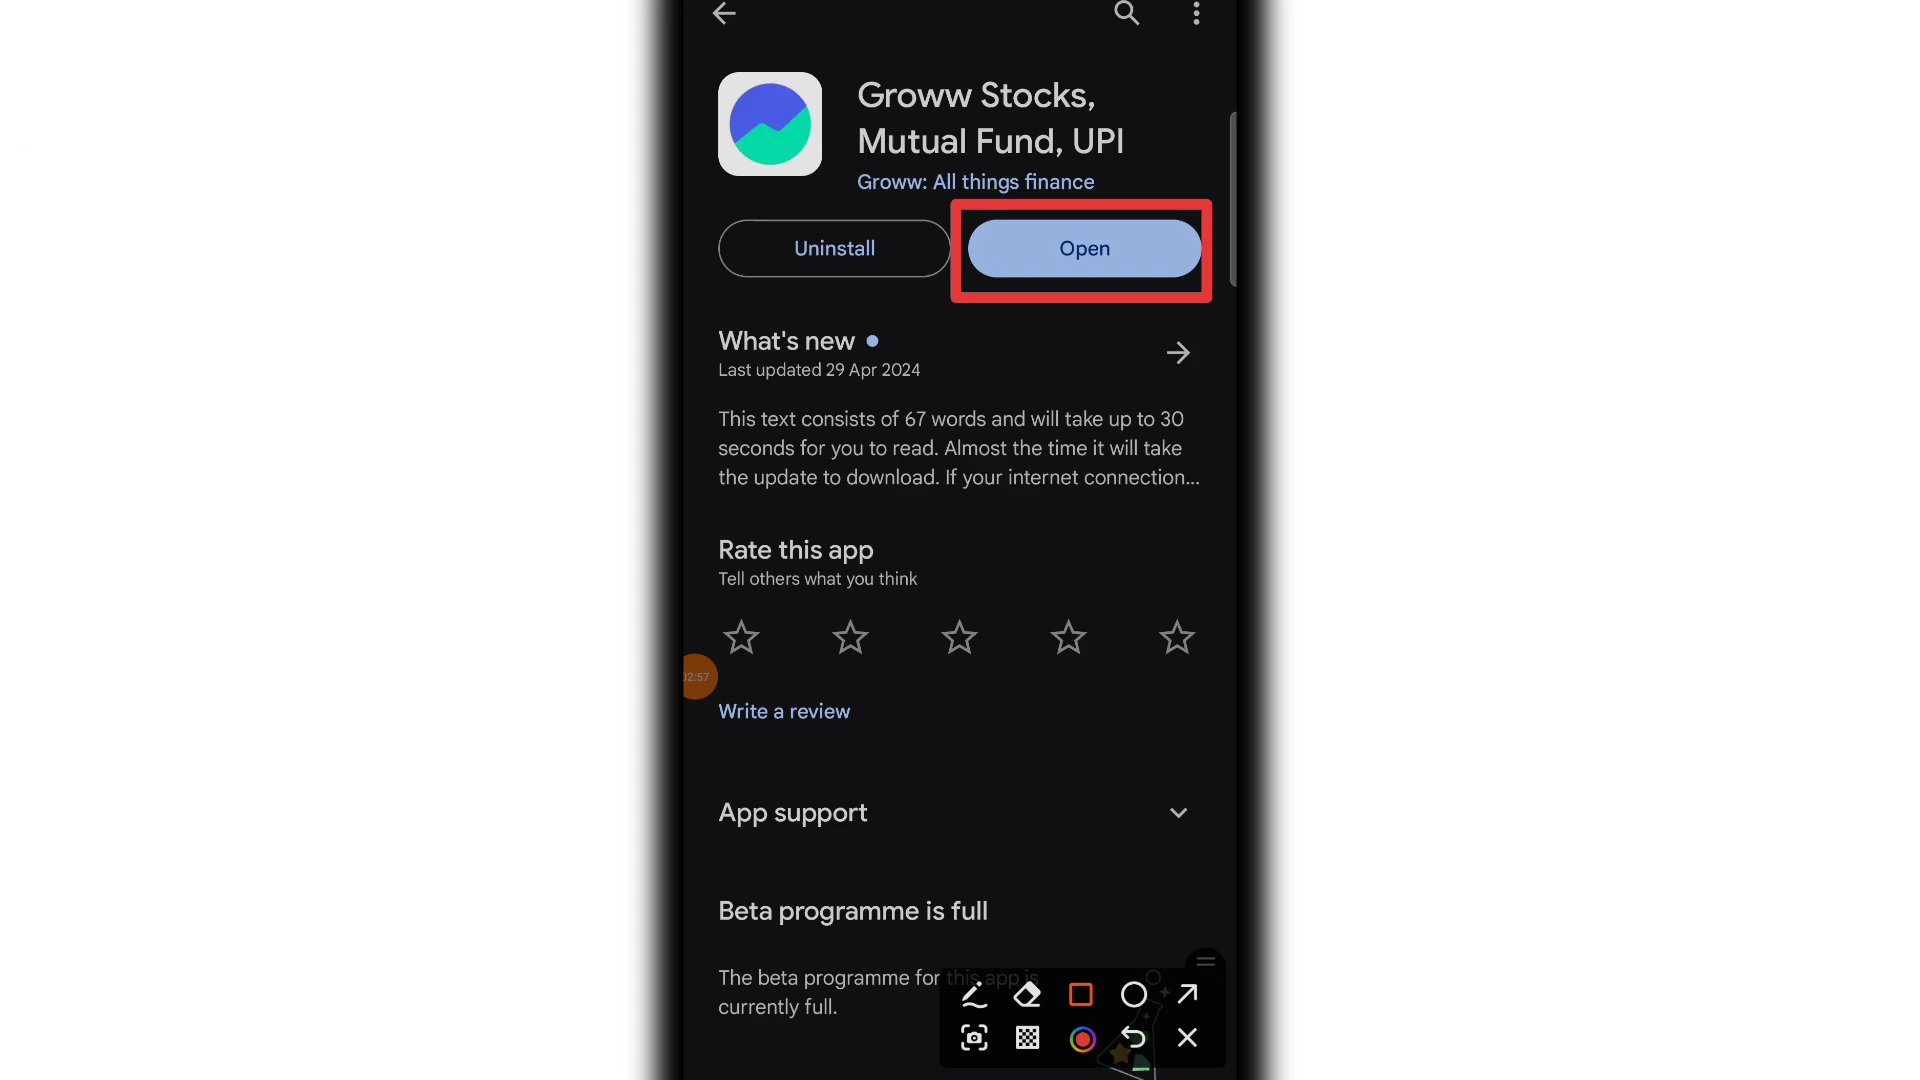 Groww Stocks,
Mutual Fund, UPI
Groww: All things finance
Uninstall
Open
What's new
Last updated 29 Apr 2024
This text consists of 67 words and will take up to 30
seconds for you to read. Almost the time it will take
the update to download. If your internet connection...
Rate this app
Tell others what you think
02:57
Write a review
App support
Beta programme is full
The beta programme for this app is
currently full.